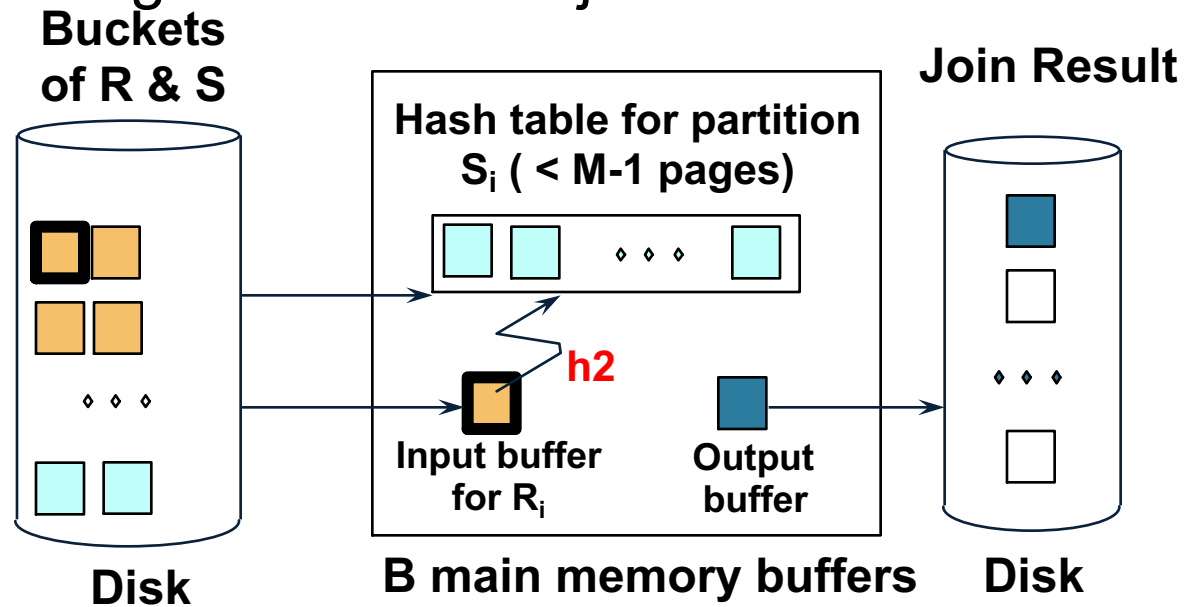 Buckets
of R & S
Join Result
Hash table for partition
Sᵢ ( < M-1 pages)
h2
Input buffer
for Rᵢ
Output
buffer
Disk
B main memory buffers
Disk